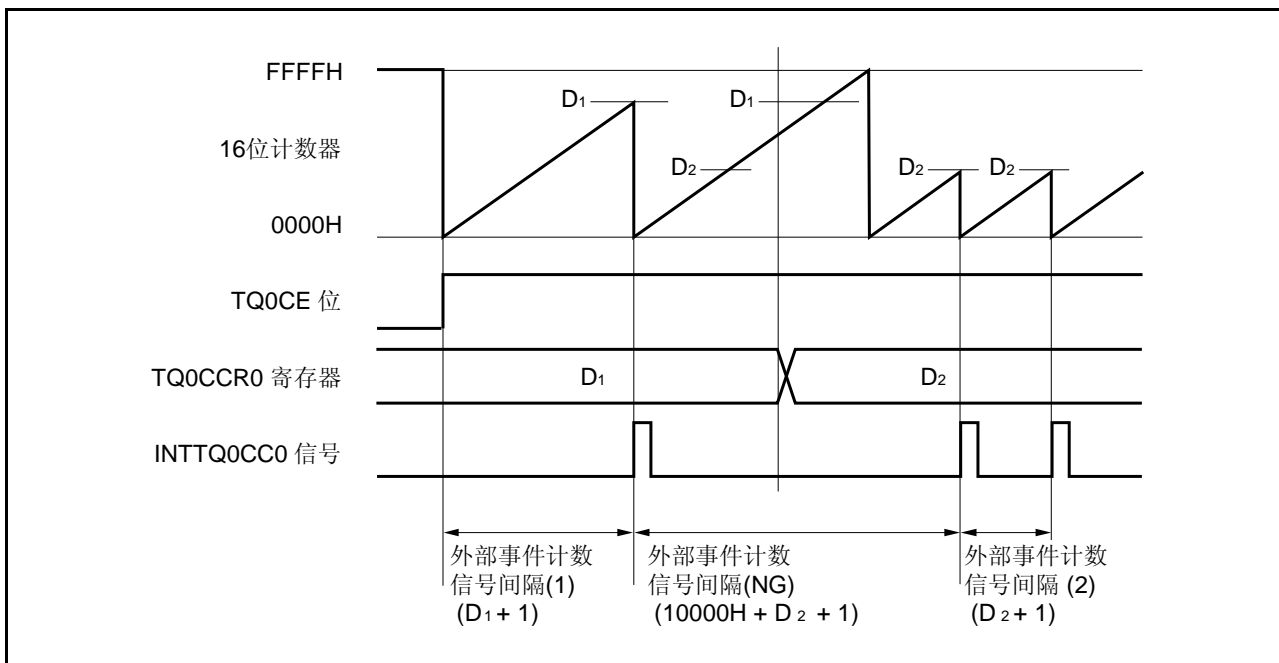 FFFFH
D1
D1
16位计数器
D2
D2
D2
0000H
TQ0CE 位
TQ0CCR0 寄存器
D1
D2
INTTQ0CC0 信号
外部事件计数
信号间隔(1)
(D1 + 1)
外部事件计数
信号间隔(NG)
(10000H + D 2 + 1)
外部事件计数
信号间隔 (2)
(D 2 + 1)